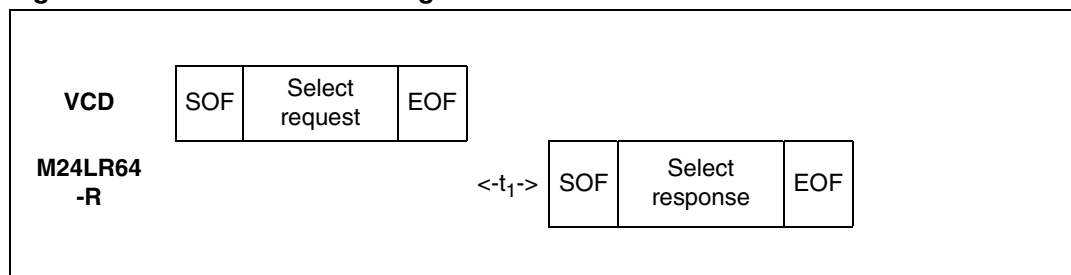 VCD
SOF
Select
request
EOF
M24LR64
-R
<-t1->
SOF
Select
response
EOF